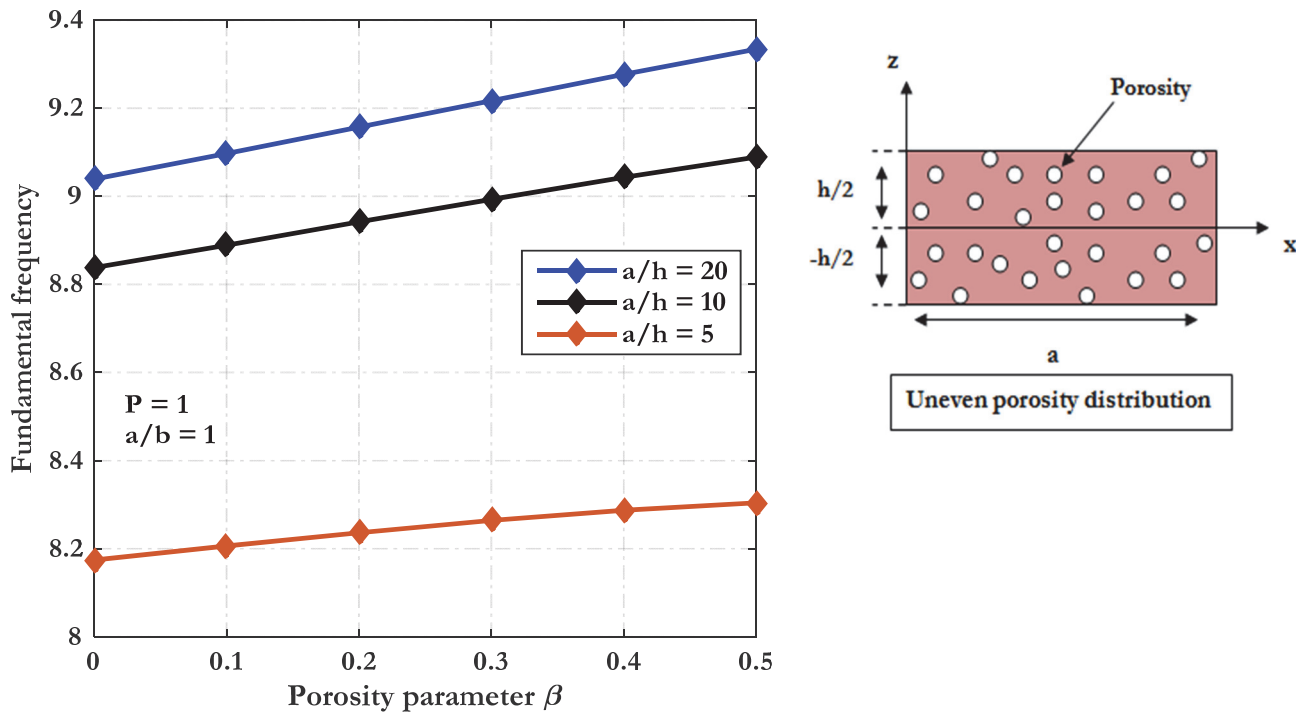 9.4
9.2
9
8.8
8.6
8.4
8.2
8
0
0.1
0.2
0.3
0.4
0.5
Fundamental frequency
Porosity parameter β
a/h = 20
a/h = 10
a/h = 5
P = 1
a/b = 1
z
Porosity
h/2
-h/2
x
a
Uneven porosity distribution